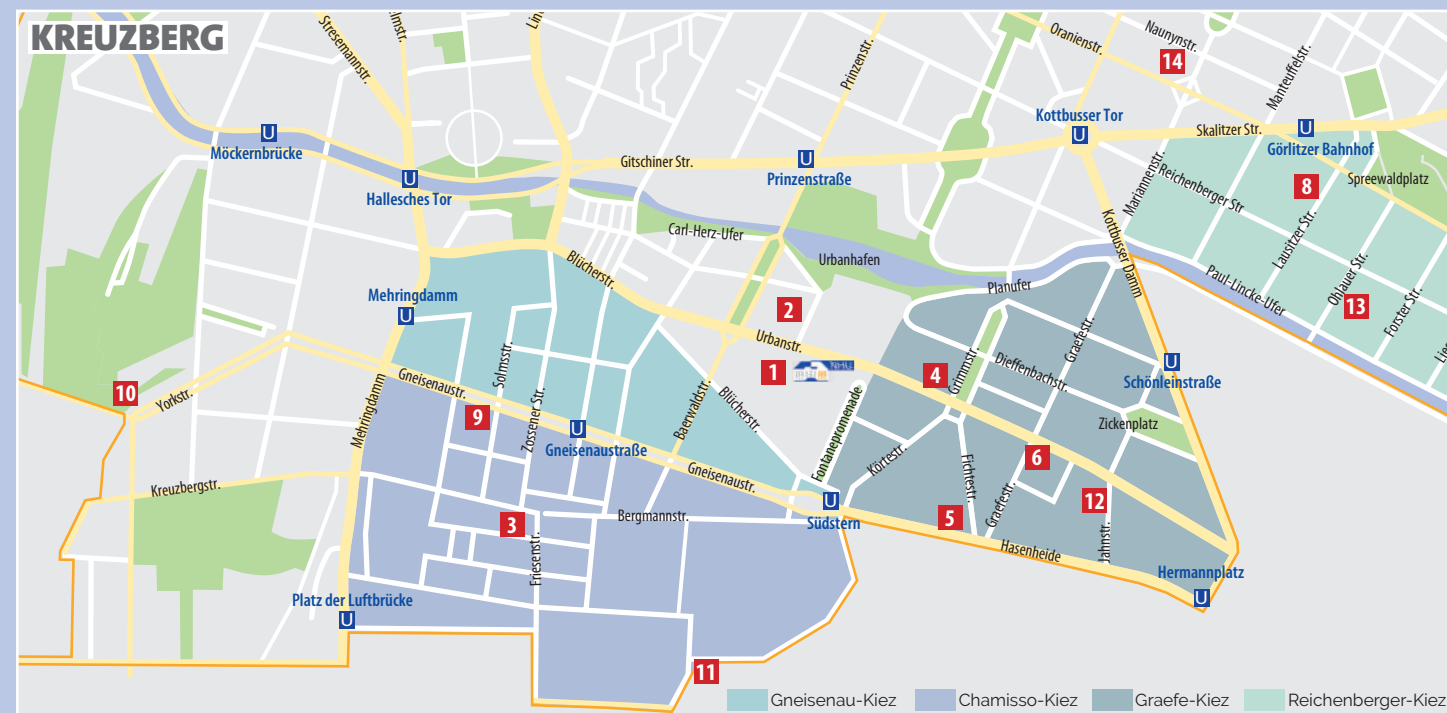 KREUZBERG
Stresemannstr.
Prinzenstr.
Oranienstr.
Naunynstr.
14
Manteuffelstr.
Kottbusser Tor
U
U
Möckernbrücke
Skalitzer Str.
U
Görlitzer Bahnhof
Gitschiner Str.
U
Prinzenstraße
U
Hallesches Tor
Mariannenstr.
Reichenberger Str
8
Spreewaldplatz
Carl-Herz-Ufer
Urbanhafen
Kottbusser Damm
Lausitzer Str.
Blücherstr.
Planufer
Paul-Lincke-Ufer
Ohlauer Str.
13
Forster Str.
Mehringdamm
U
2
Urbanstr.
1
NHU
4
Grimmstr.
Graefestr.
Dieffenbachstr.
U
Schönleinstraße
Solmsstr.
Gneisenaustr.
10
Yorkstr.
Mehringdamm
9
Zossener Str.
U
Gneisenaustraße
Baerwaldstr.
Blücherstr.
Fontanepromenade
Zickenplatz
Körtestr.
Fichtestr.
6
Gneisenaustr.
Kreuzbergstr.
U
Südstern
Graefestr.
12
3
Bergmannstr.
5
Jahnstr.
Hasenheide
Friesenstr.
Hermannplatz
U
Platz der Luftbrücke
U
11
Gneisenau-Kiez
Chamisso-Kiez
Graefe-Kiez
Reichenberger-Kiez